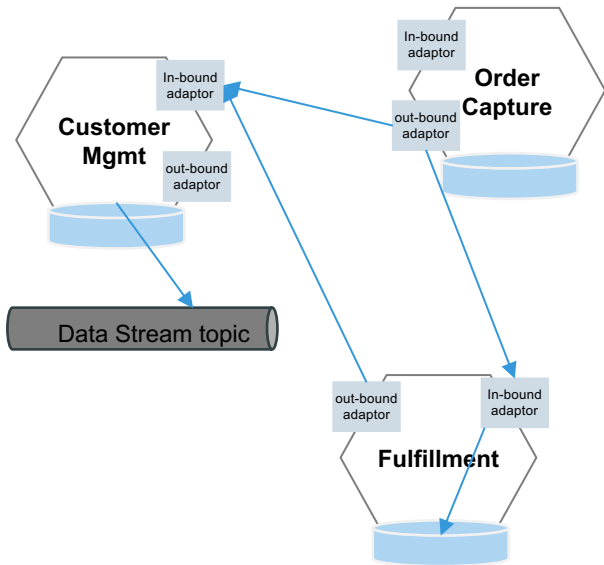 In-bound
adaptor
Customer
Mgmt
out-bound
adaptor
In-bound
adaptor
Order
Capture
out-bound
adaptor
Data Stream topic
out-bound
adaptor
In-bound
adaptor
Fulfillment